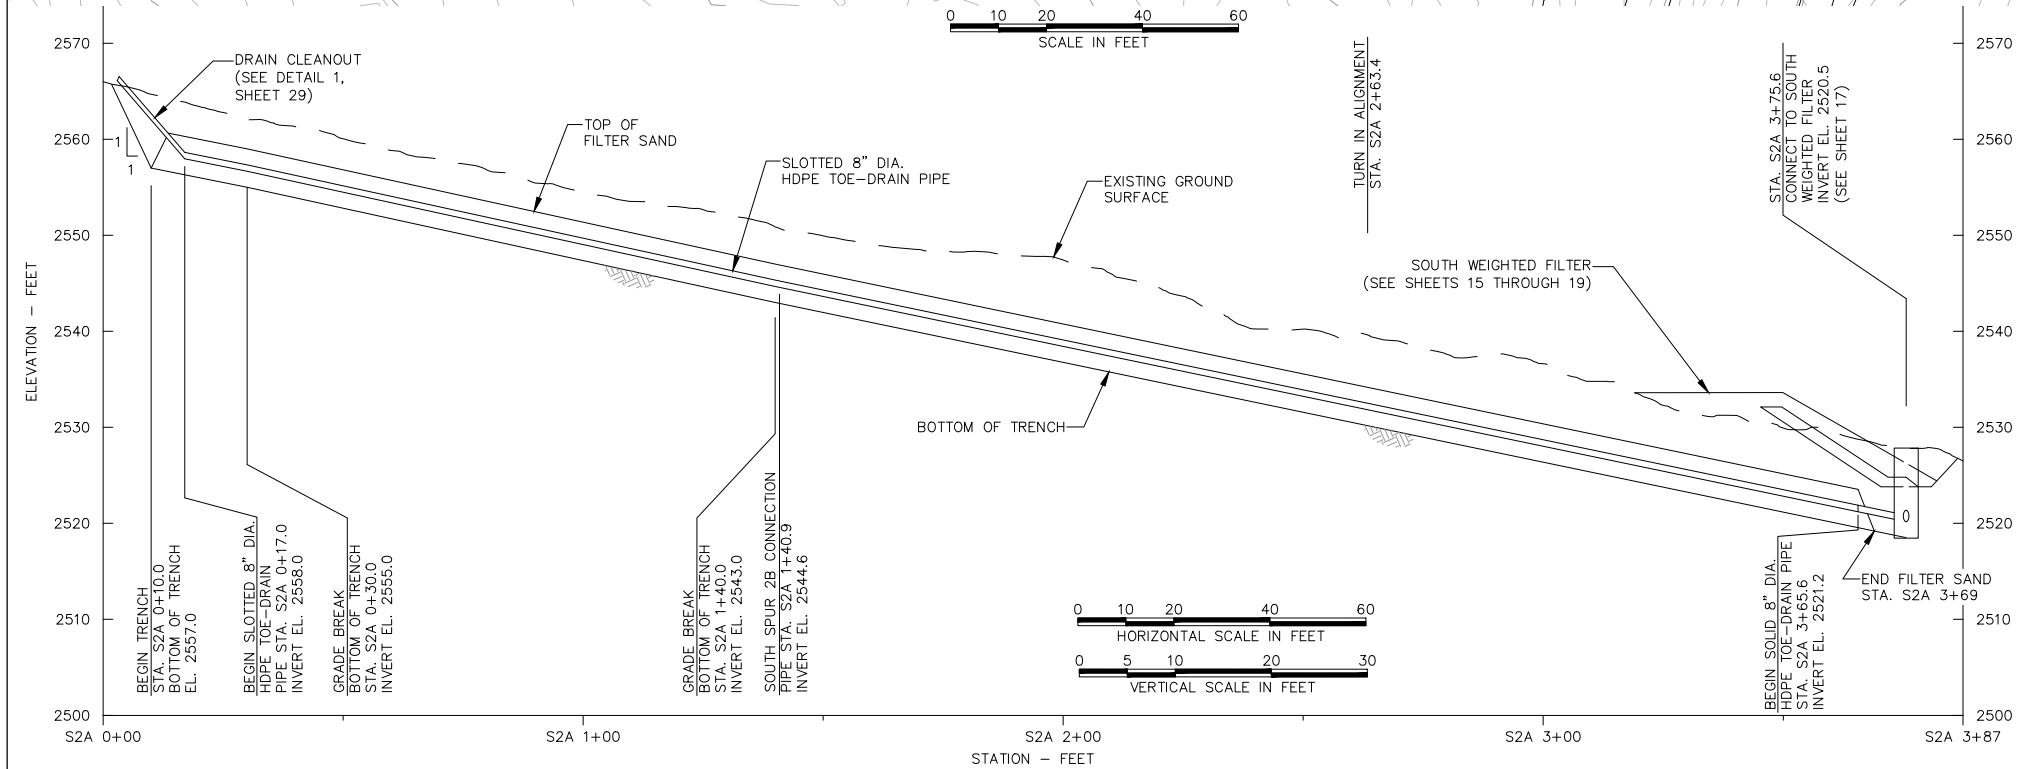 0 10 20 40 60
SCALE IN FEET
2570
2560
2550
2540
2530
2520
2510
2500
ELEVATION - FEET
2570
2560
2550
2540
2530
2520
2510
2500
DRAIN CLEANOUT
(SEE DETAIL 1,
SHEET 29)
1
1
TOP OF
FILTER SAND
SLOTTED 8" DIA.
HDPE TOE-DRAIN PIPE
EXISTING GROUND
SURFACE
TURN IN ALIGNMENT
STA. S2A 2+63.4
STA. S2A 3+75.6
CONNECT TO SOUTH
WEIGHTED FILTER
INVERT EL. 2520.5
(SEE SHEET 17)
SOUTH WEIGHTED FILTER
(SEE SHEETS 15 THROUGH 19)
BOTTOM OF TRENCH
BEGIN TRENCH
STA. S2A 0+10.0
BOTTOM OF TRENCH
EL. 2557.0
BEGIN SLOTTED 8" DIA.
HDPE TOE-DRAIN
PIPE STA. S2A 0+17.0
INVERT EL. 2558.0
GRADE BREAK
BOTTOM OF TRENCH
STA. S2A 0+30.0
INVERT EL. 2555.0
GRADE BREAK
BOTTOM OF TRENCH
STA. S2A 1+40.0
INVERT EL. 2543.0
SOUTH SPUR 2B CONNECTION
PIPE STA. S2A 1+40.9
INVERT EL. 2544.6
BEGIN SOLID 8" DIA.
HDPE TOE-DRAIN PIPE
STA. S2A 3+65.6
INVERT EL. 2521.2
END FILTER SAND
STA. S2A 3+69
0 10 20 40 60
HORIZONTAL SCALE IN FEET
0 5 10 20 30
VERTICAL SCALE IN FEET
S2A 0+00
S2A 1+00
S2A 2+00
S2A 3+00
S2A 3+87
STATION - FEET